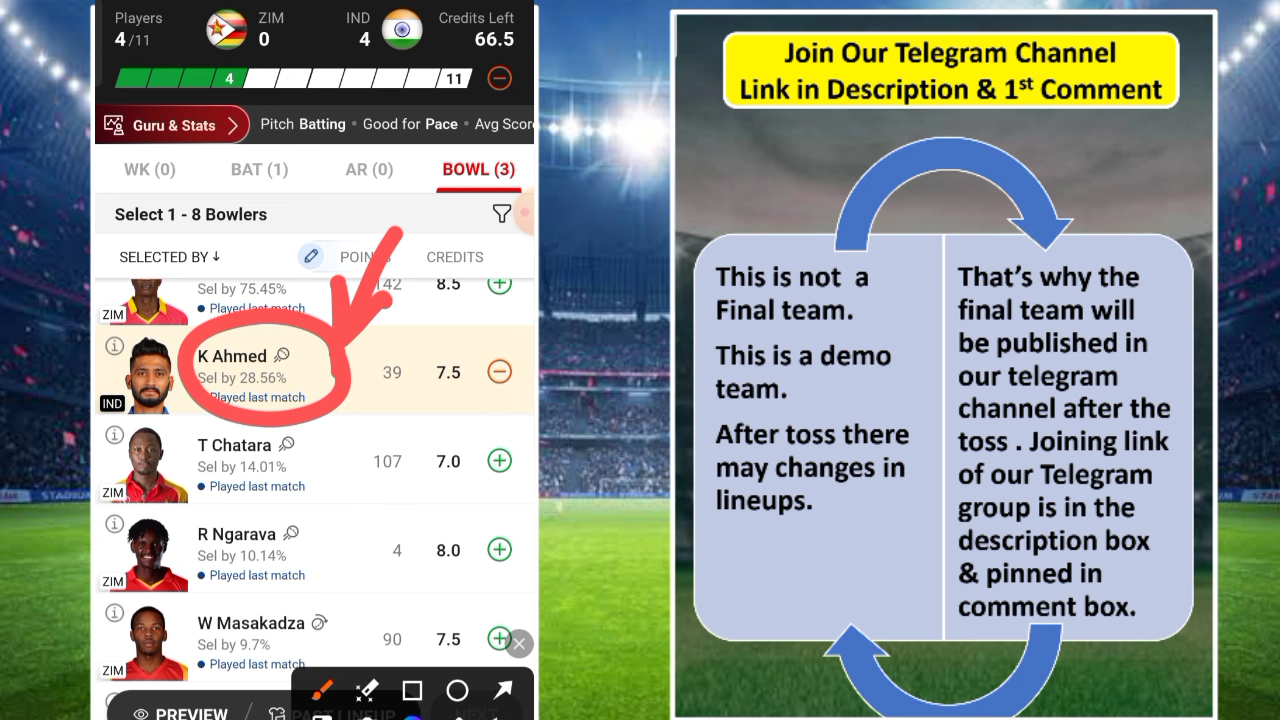 Players
4 /11
ZIM
0
IND
4
Credits Left
66.5
4
11
Guru & Stats
Pitch Batting • Good for Pace • Avg Scor
WK (0)
BAT (1)
AR (0)
BOWL (3)
Select 1 - 8 Bowlers
SELECTED BY ↓
CREDITS
Sel by 75.45%
142
8.5
Played last match
ZIM
K Ahmed
Sel by 28.56%
Played last match
39
7.5
IND
T Chatara
Sel by 14.01%
Played last match
107
7.0
ZIM
R Ngarava
Sel by 10.14%
Played last match
4
8.0
ZIM
W Masakadza
Sel by 9.7%
Played last match
90
7.5
ZIM
PREVIEW
Join Our Telegram Channel
Link in Description & 1st Comment
This is not a
Final team.
This is a demo
team.
After toss there
may changes in
lineups.
That's why the
final team will
be published in
our telegram
channel after the
toss . Joining link
of our Telegram
group is in the
description box
& pinned in
comment box.